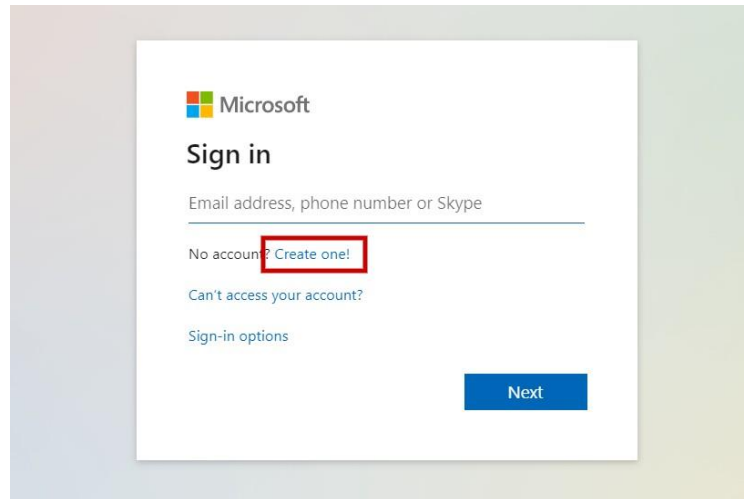 Microsoft
Sign in
Email address, phone number or Skype
No account? Create one!
Can't access your account?
Sign-in options
Next